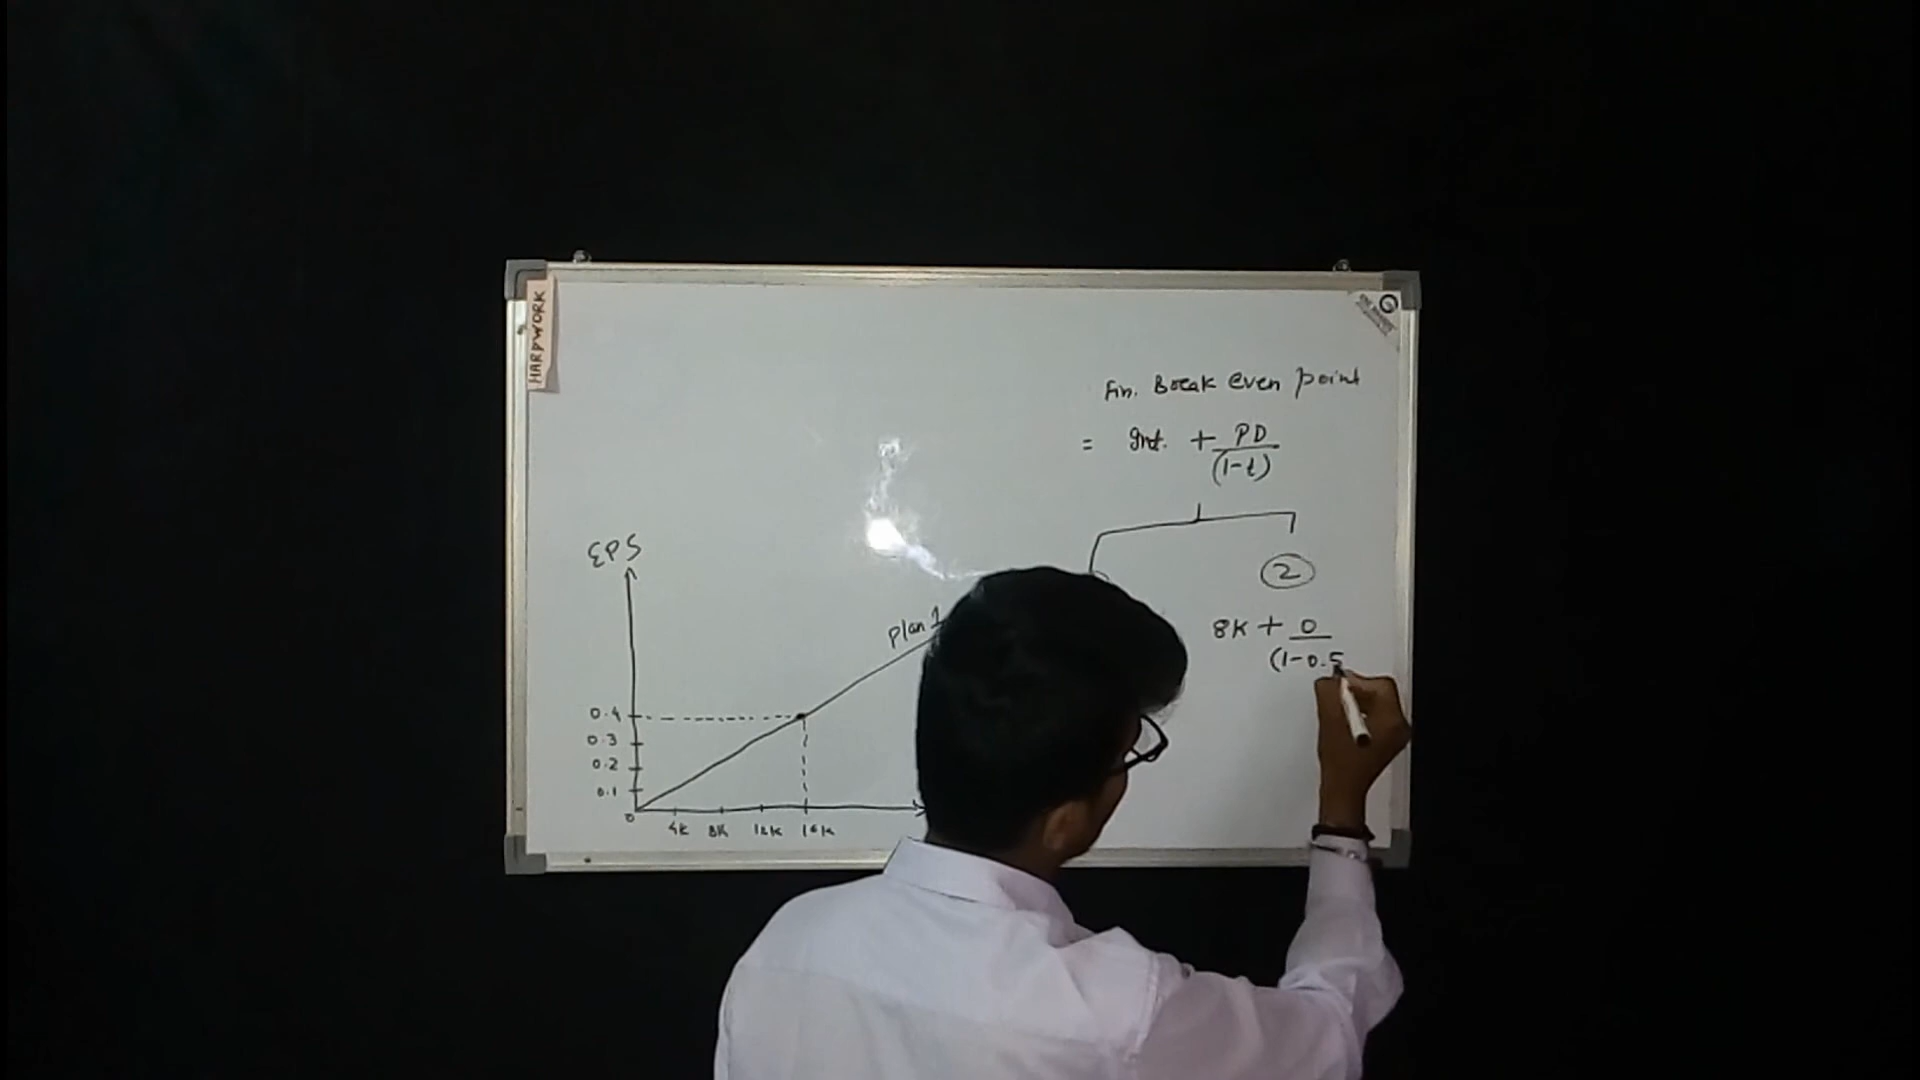 HARDWORK
Fin. Break even point
= Int. + PD
(1-t)
2
8K + 0
(1-0.5
EPS
Plan 1
0.4
0.3
0.2
0.1
0
4K 8K 12K 16K